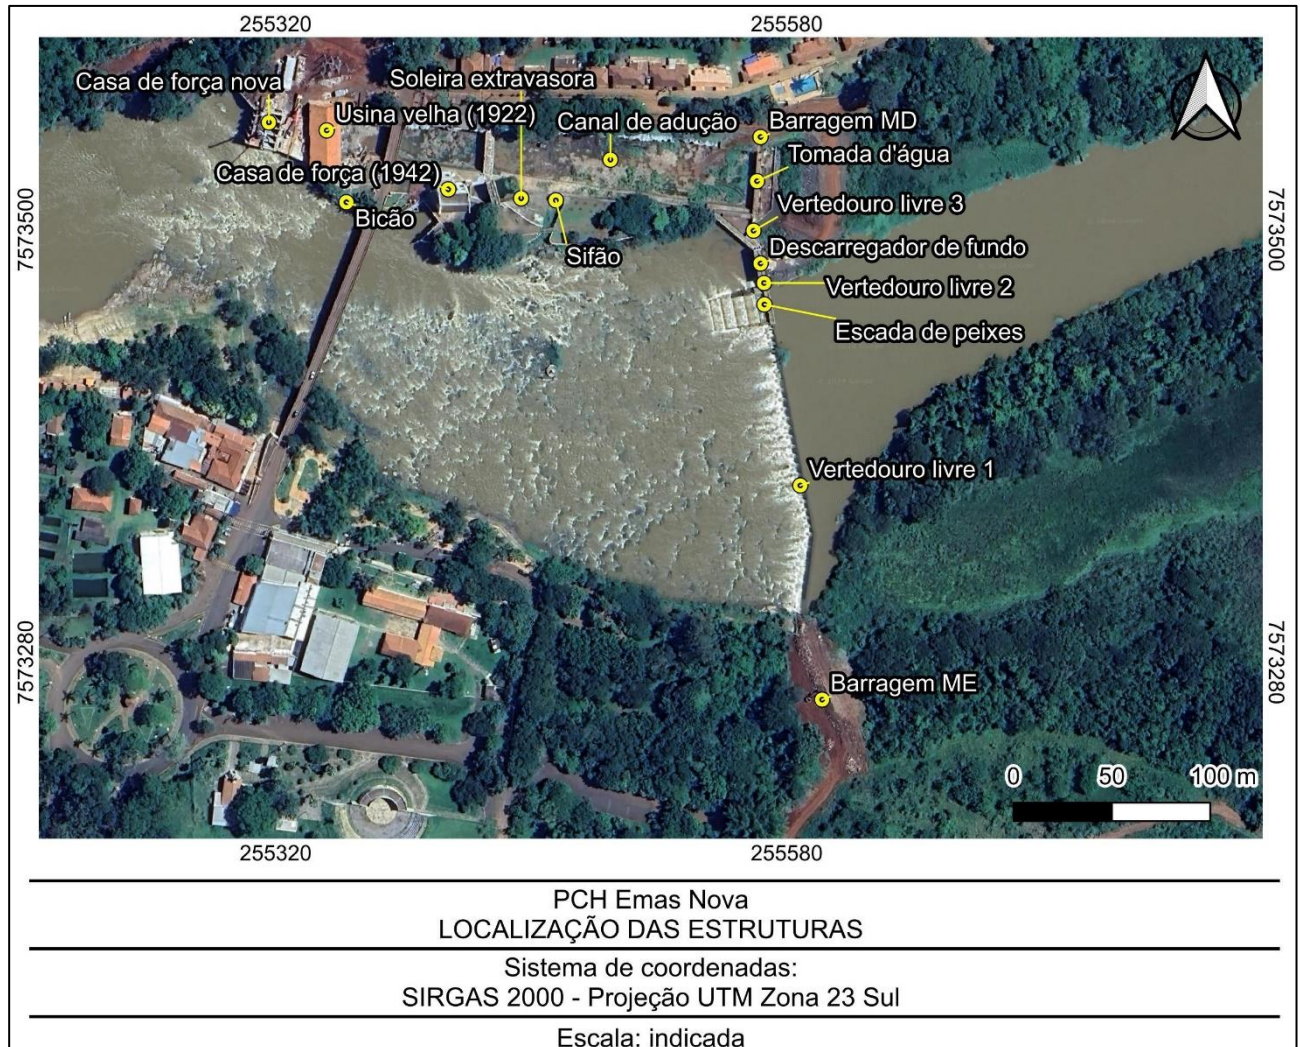 255320
255580
Casa de força nova
Soleira extravasora
Usina velha (1922)
Canal de adução
Barragem MD
Tomada d'água
Casa de força (1942)
Bicão
Sifão
Vertedouro livre 3
Descarregador de fundo
Vertedouro livre 2
Escada de peixes
7573500
7573500
Vertedouro livre 1
Barragem ME
7573280
7573280
0 50 100 m
255320
255580
PCH Emas Nova
LOCALIZAÇÃO DAS ESTRUTURAS
Sistema de coordenadas:
SIRGAS 2000 - Projeção UTM Zona 23 Sul
Escala: indicada